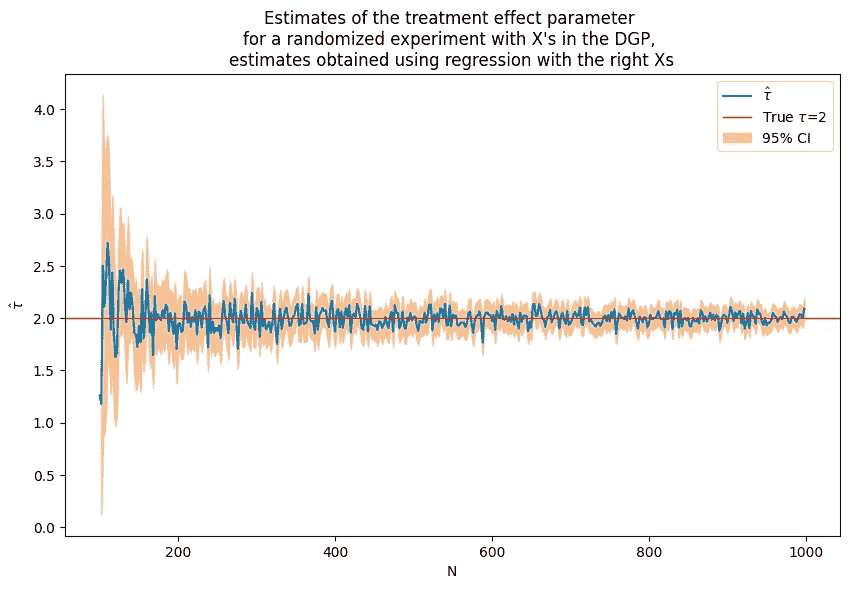 Estimates of the treatment effect parameter
for a randomized experiment with X's in the DGP,
estimates obtained using regression with the right Xs
τ̂
True τ=2
95% CI
4.0
3.5
3.0
2.5
2.0
1.5
1.0
0.5
0.0
τ̂
200
400
600
800
1000
N